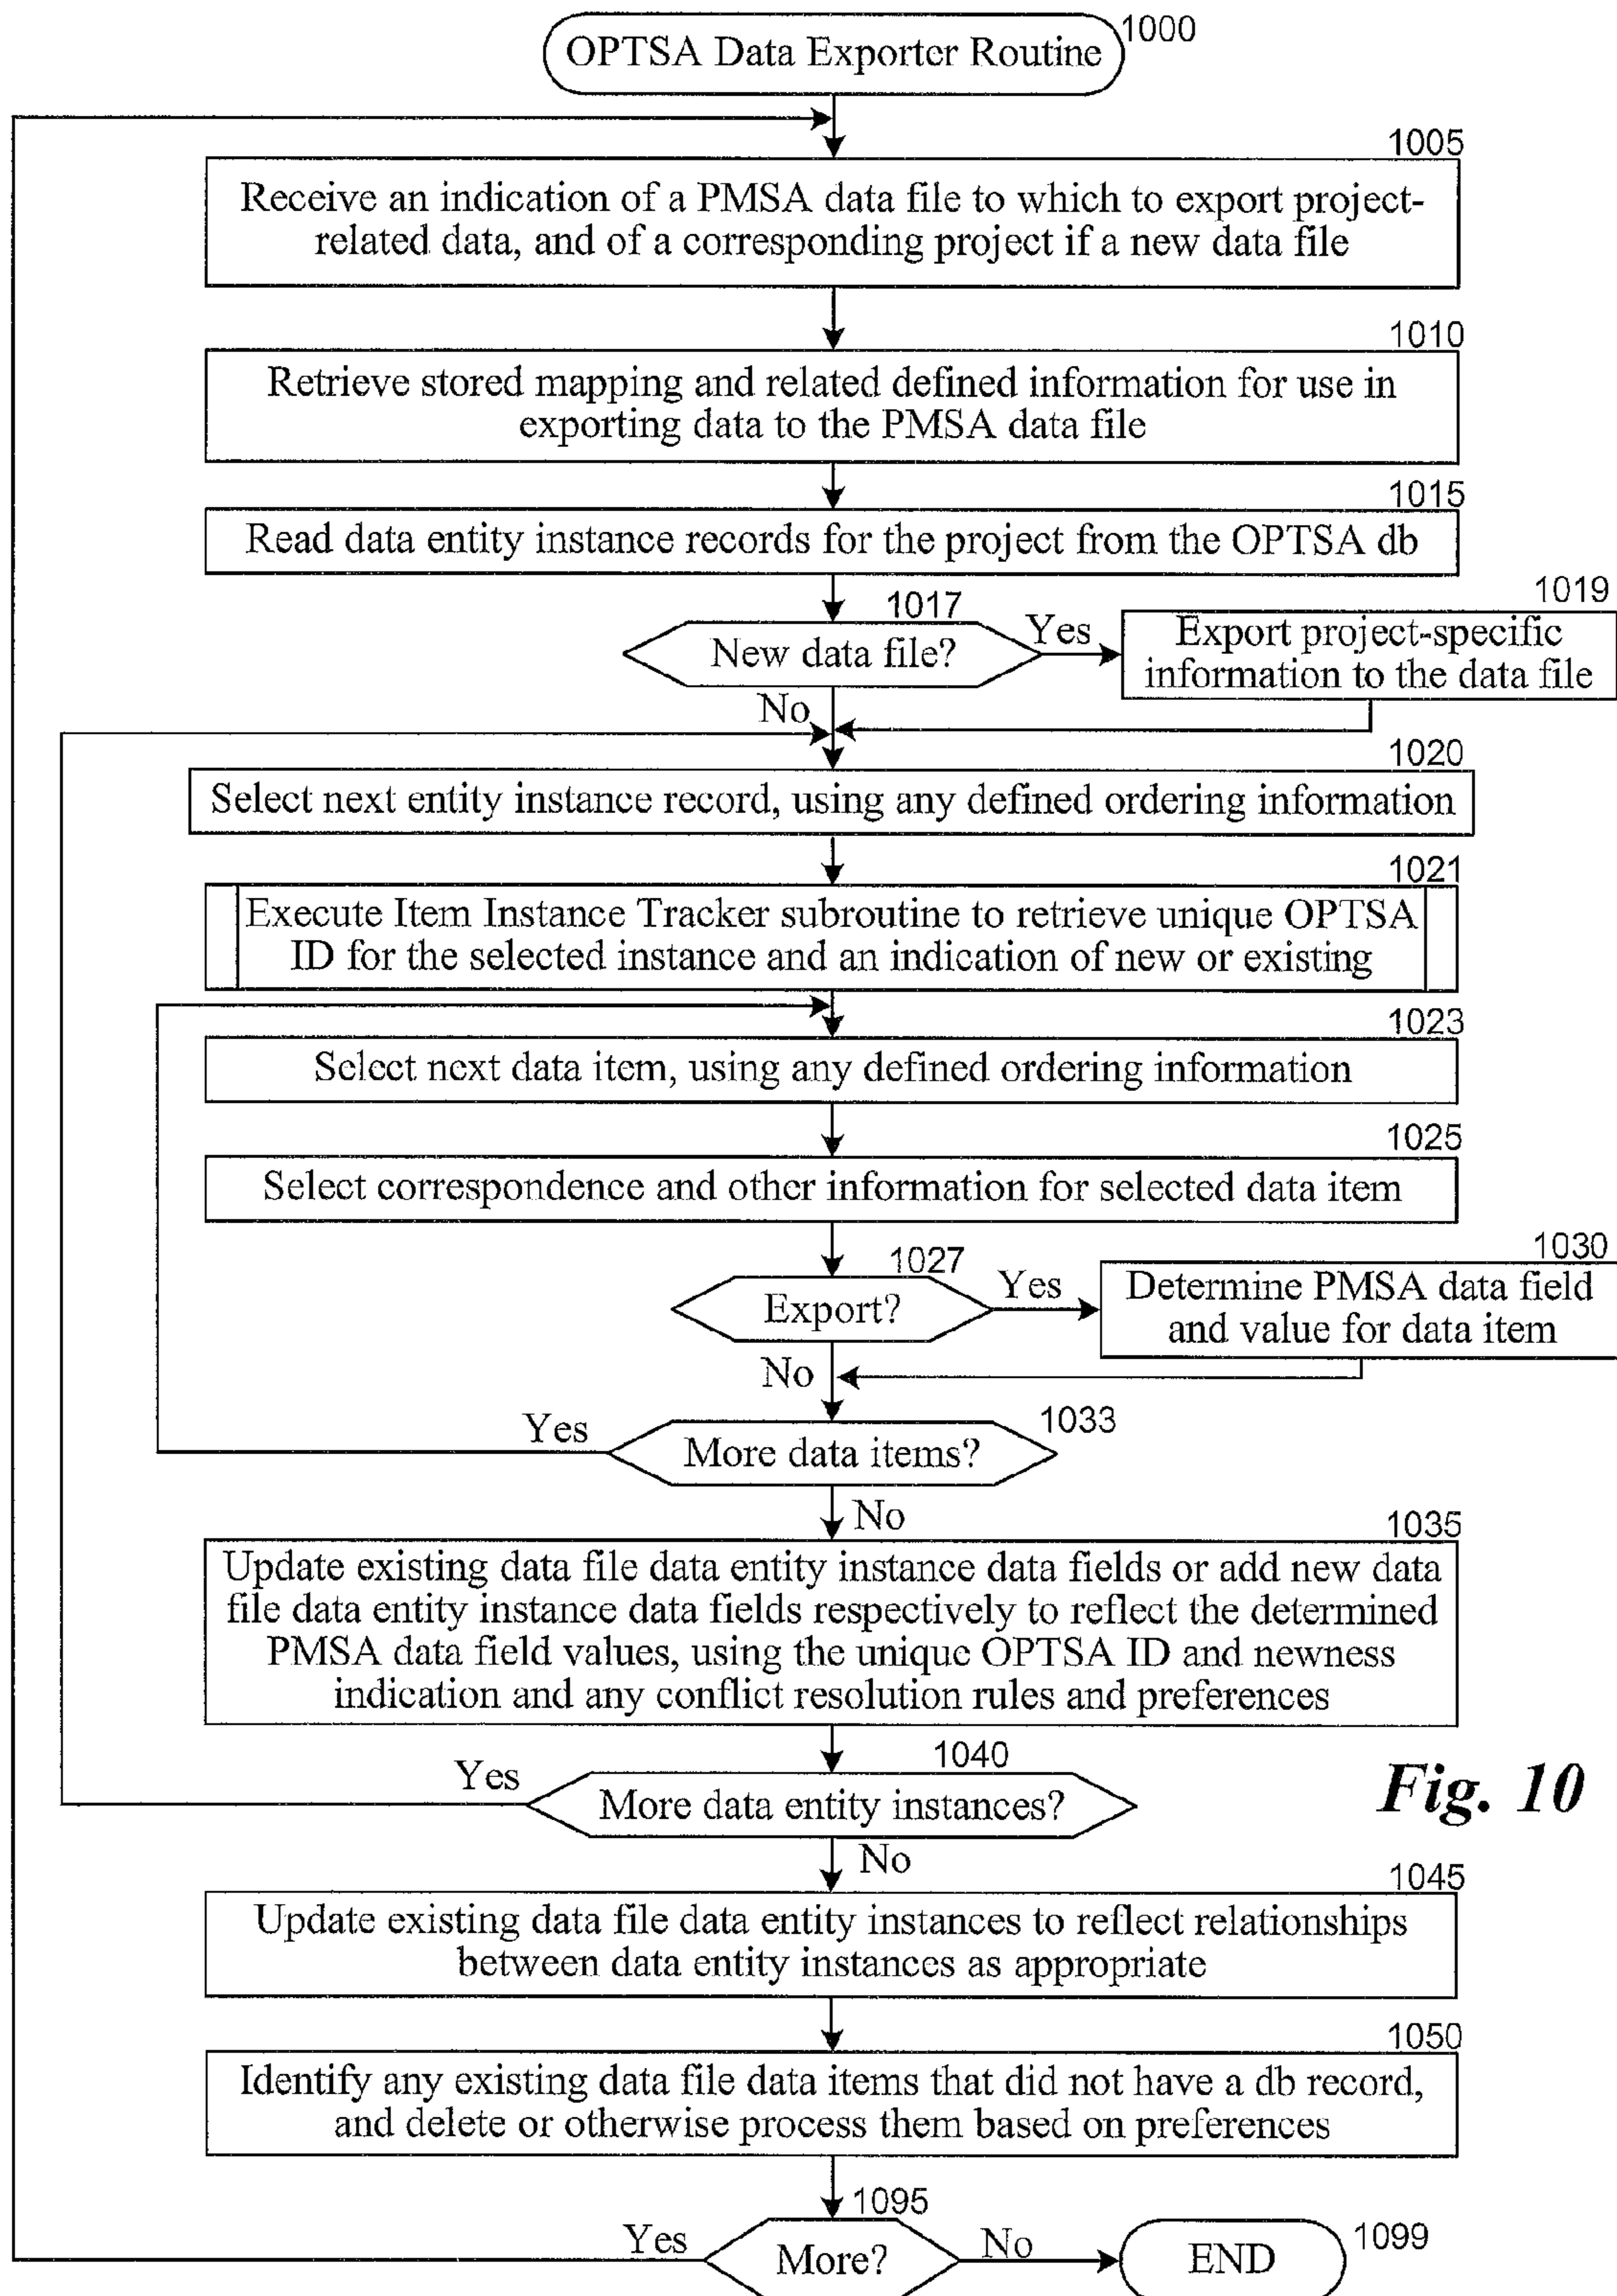 OPTSA Data Exporter Routine
1000
1005
Receive an indication of a PMSA data file to which to export project-
related data, and of a corresponding project if a new data file
1010
Retrieve stored mapping and related defined information for use in
exporting data to the PMSA data file
1015
Read data entity instance records for the project from the OPTSA db
1017
New data file?
Yes
1019
Export project-specific
information to the data file
No
1020
Select next entity instance record, using any defined ordering information
1021
Execute Item Instance Tracker subroutine to retrieve unique OPTSA
ID for the selected instance and an indication of new or existing
1023
Select next data item, using any defined ordering information
1025
Select correspondence and other information for selected data item
1027
Export?
Yes
1030
Determine PMSA data field
and value for data item
No
1033
Yes
More data items?
No
1035
Update existing data file data entity instance data fields or add new data
file data entity instance data fields respectively to reflect the determined
PMSA data field values, using the unique OPTSA ID and newness
indication and any conflict resolution rules and preferences
1040
Yes
More data entity instances?
Fig. 10
No
1045
Update existing data file data entity instances to reflect relationships
between data entity instances as appropriate
1050
Identify any existing data file data items that did not have a db record,
and delete or otherwise process them based on preferences
1095
Yes
More?
No
END
1099